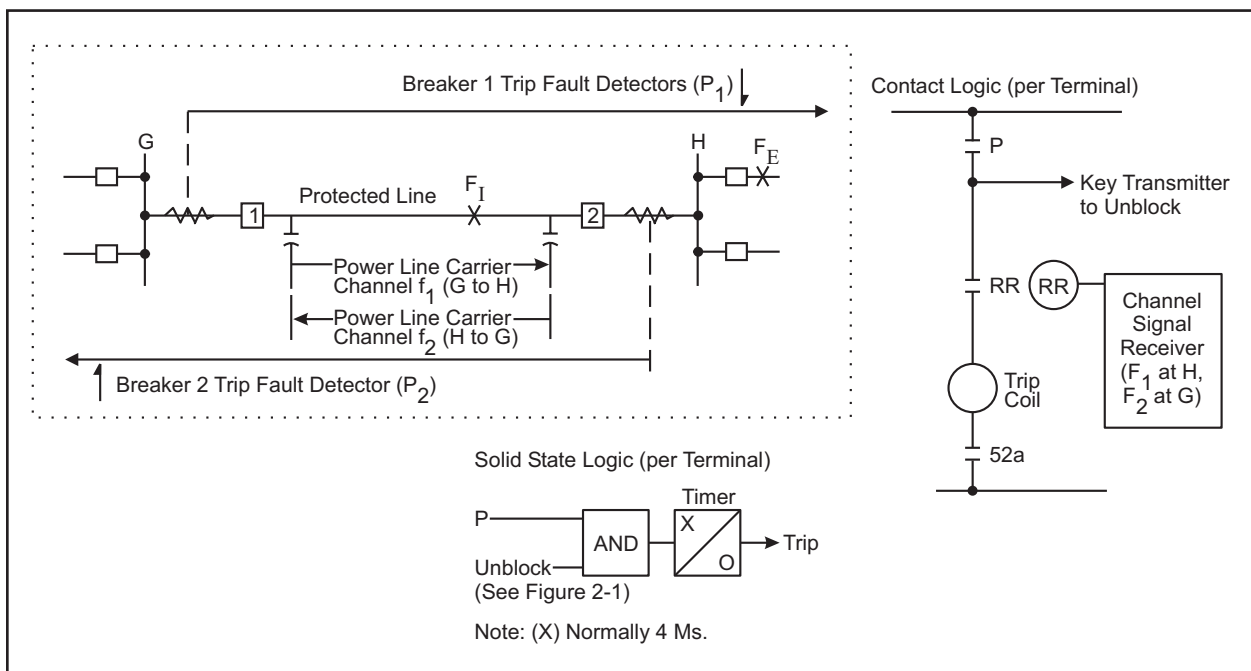 Breaker 1 Trip Fault Detectors (P1)
G
H
FE
1
Protected Line
FI
2
Power Line Carrier
Channel f1 (G to H)
Power Line Carrier
Channel f2 (H to G)
Breaker 2 Trip Fault Detector (P2)
Contact Logic (per Terminal)
P
Key Transmitter
to Unblock
RR
RR
Channel
Signal
Receiver
(F1 at H,
F2 at G)
Trip
Coil
52a
Solid State Logic (per Terminal)
Timer
P
AND
X
O
Trip
Unblock
(See Figure 2-1)
Note: (X) Normally 4 Ms.